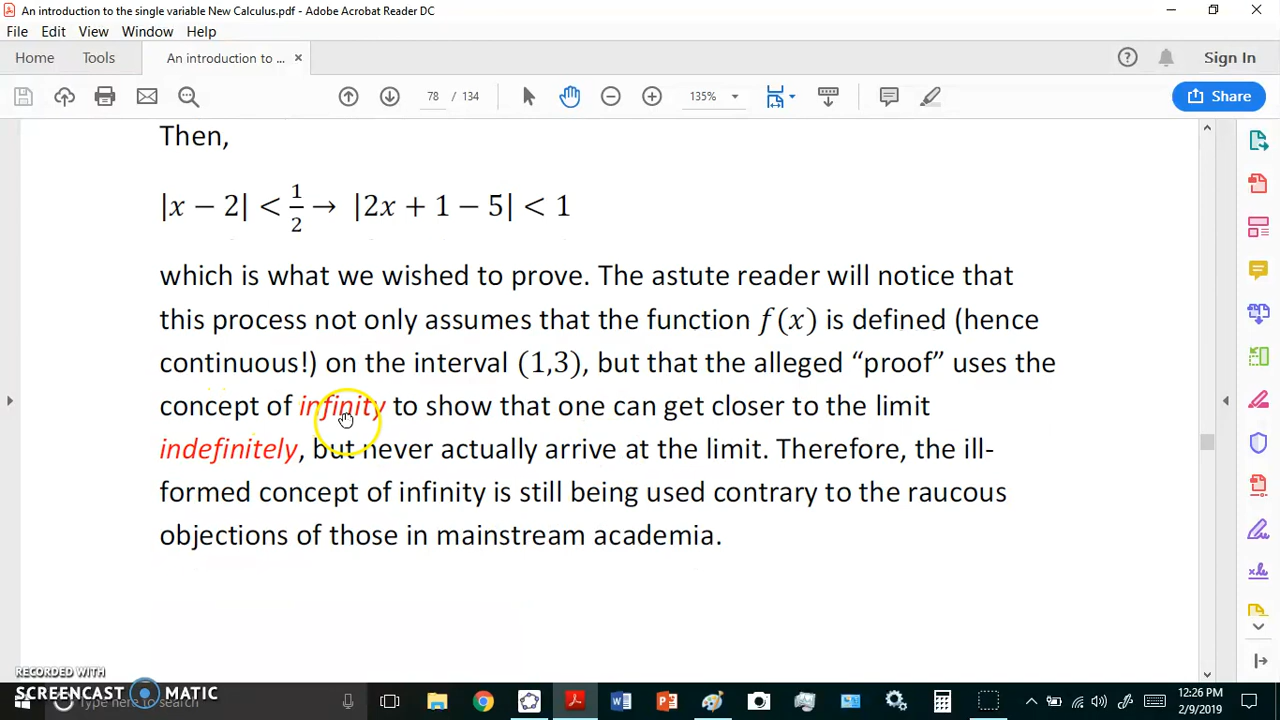 An introduction to the single variable New Calculus.pdf - Adobe Acrobat Reader DC
File Edit View Window Help
Home Tools An introduction to ... × Sign In
78 / 134 135% Share
Then,
|x − 2| < 1/2 → |2x + 1 − 5| < 1
which is what we wished to prove. The astute reader will notice that
this process not only assumes that the function f(x) is defined (hence
continuous!) on the interval (1,3), but that the alleged “proof” uses the
concept of infinity to show that one can get closer to the limit
indefinitely, but never actually arrive at the limit. Therefore, the ill-
formed concept of infinity is still being used contrary to the raucous
objections of those in mainstream academia.
RECORDED WITH
SCREENCAST MATIC
Type here to search
12:26 PM
2/9/2019